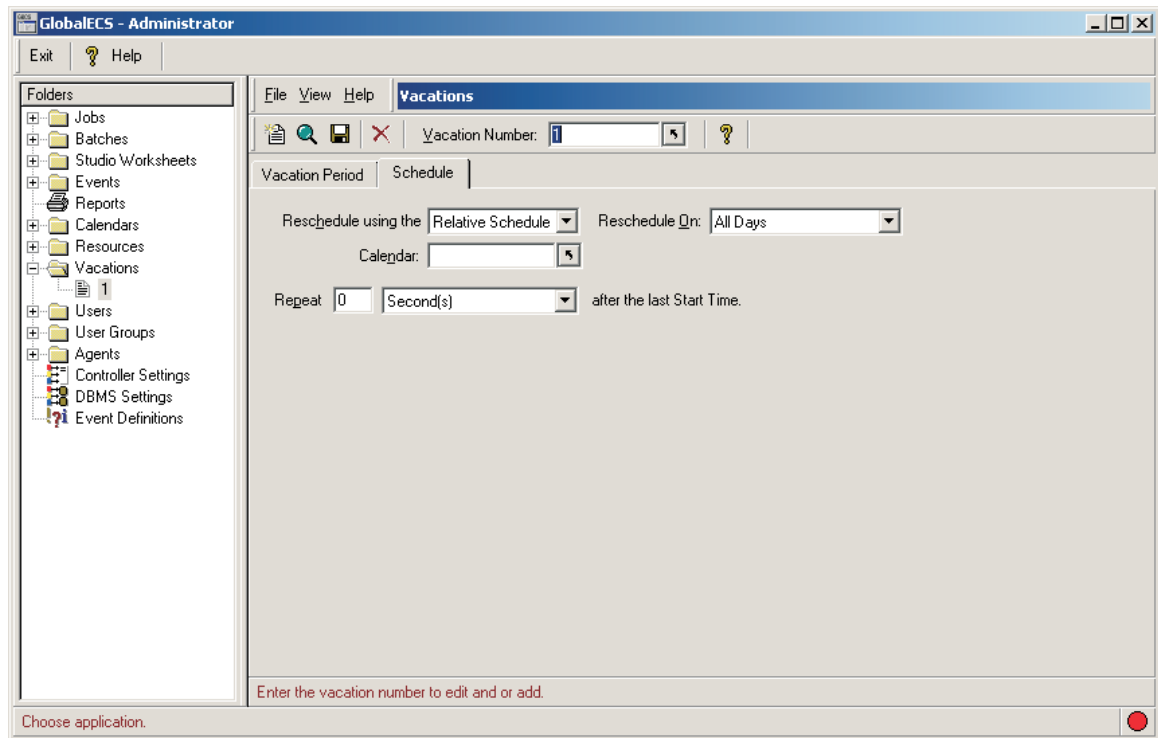 GlobalECS - Administrator
Exit Help
Folders
Jobs
Batches
Studio Worksheets
Events
Reports
Calendars
Resources
Vacations
1
Users
User Groups
Agents
Controller Settings
DBMS Settings
Event Definitions
File View Help Vacations
Vacation Number: 1
Vacation Period Schedule
Reschedule using the Relative Schedule Reschedule On: All Days
Calendar:
Repeat 0 Second(s) after the last Start Time.
Enter the vacation number to edit and or add.
Choose application.